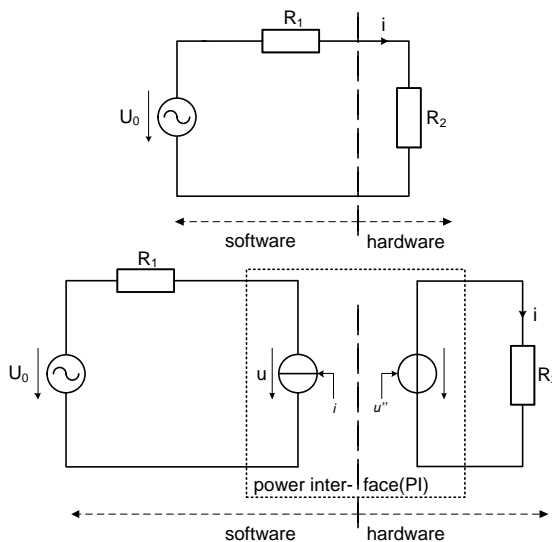 R1
i
U0
R2
software hardware
R1
U0
u
i
u''
i
R
power inter- face(PI)
software hardware